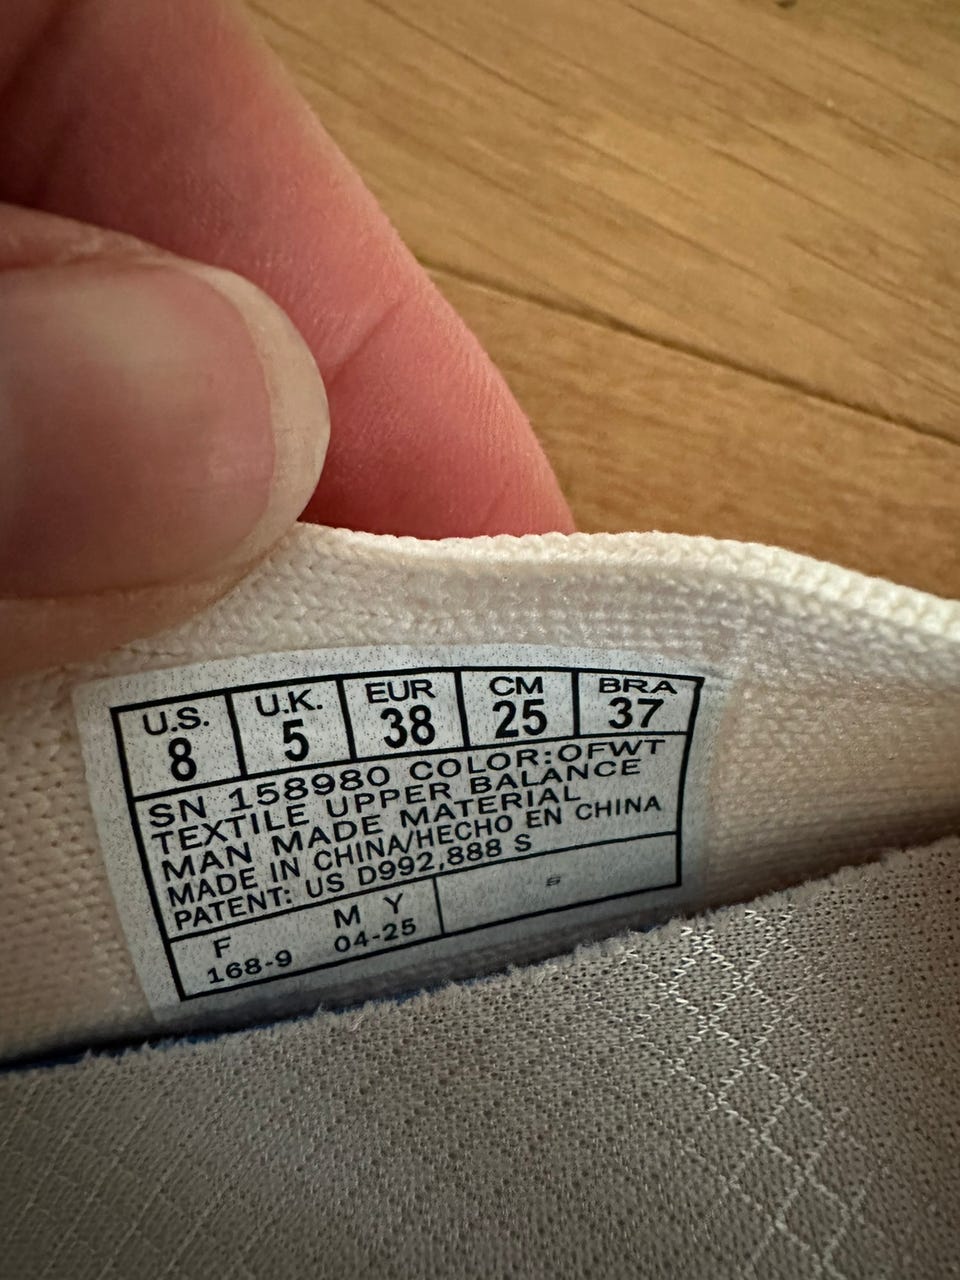 U.S. U.K. EUR CM BRA
8 5 38 25 37
SN 158980 COLOR:OFWT
TEXTILE UPPER BALANCE
MAN MADE MATERIAL
MADE IN CHINA/HECHO EN CHINA
PATENT: US D992,888 S
F M Y
168-9 04-25